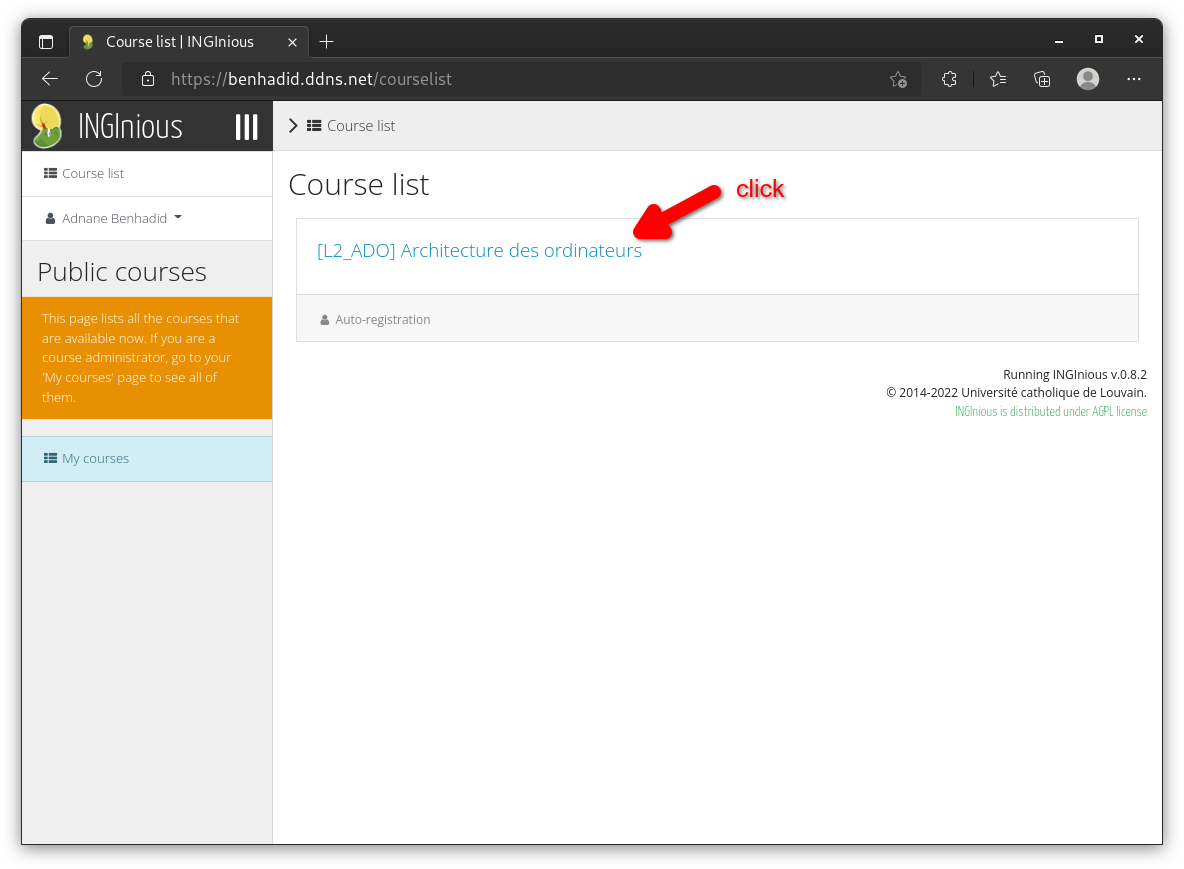 Course list | INGInious
https://benhadid.ddns.net/courselist
INGInious
Course list
Course list
Adnane Benhadid
Public courses
This page lists all the courses that
are available now. If you are a
course administrator, go to your
'My courses' page to see all of
them.
My courses
Course list
click
[L2_ADO] Architecture des ordinateurs
Auto-registration
Running INGInious v.0.8.2
© 2014-2022 Université catholique de Louvain.
INGInious is distributed under AGPL license